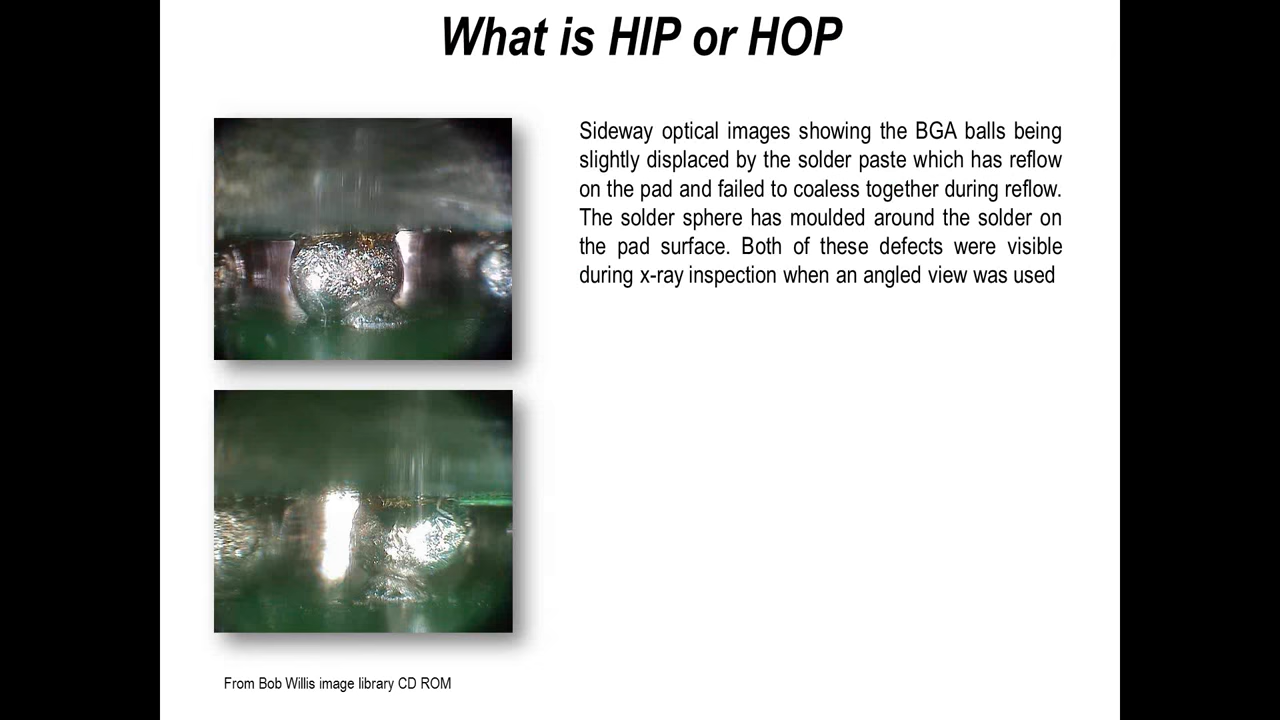 What is HIP or HOP
Sideway optical images showing the BGA balls being
slightly displaced by the solder paste which has reflow
on the pad and failed to coaless together during reflow.
The solder sphere has moulded around the solder on
the pad surface. Both of these defects were visible
during x-ray inspection when an angled view was used
From Bob Willis image library CD ROM